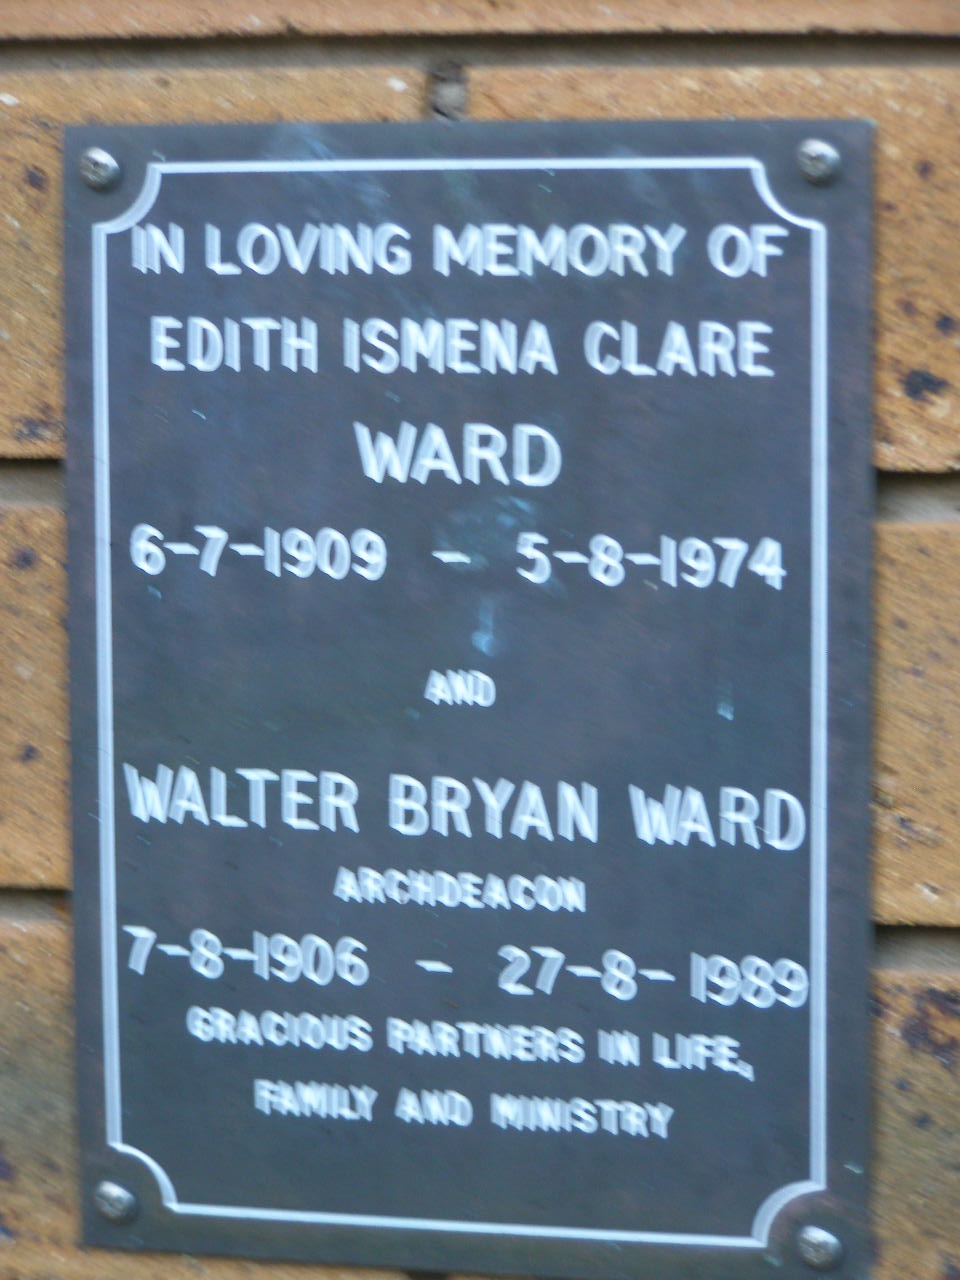 IN LOVING MEMORY OF
EDITH ISMENA CLARE
WARD
6-7-1909 - 5-8-1974
AND
WALTER BRYAN WARD
ARCHDEACON
7-8-1906 - 27-8-1989
GRACIOUS PARTNERS IN LIFE,
FAMILY AND MINISTRY